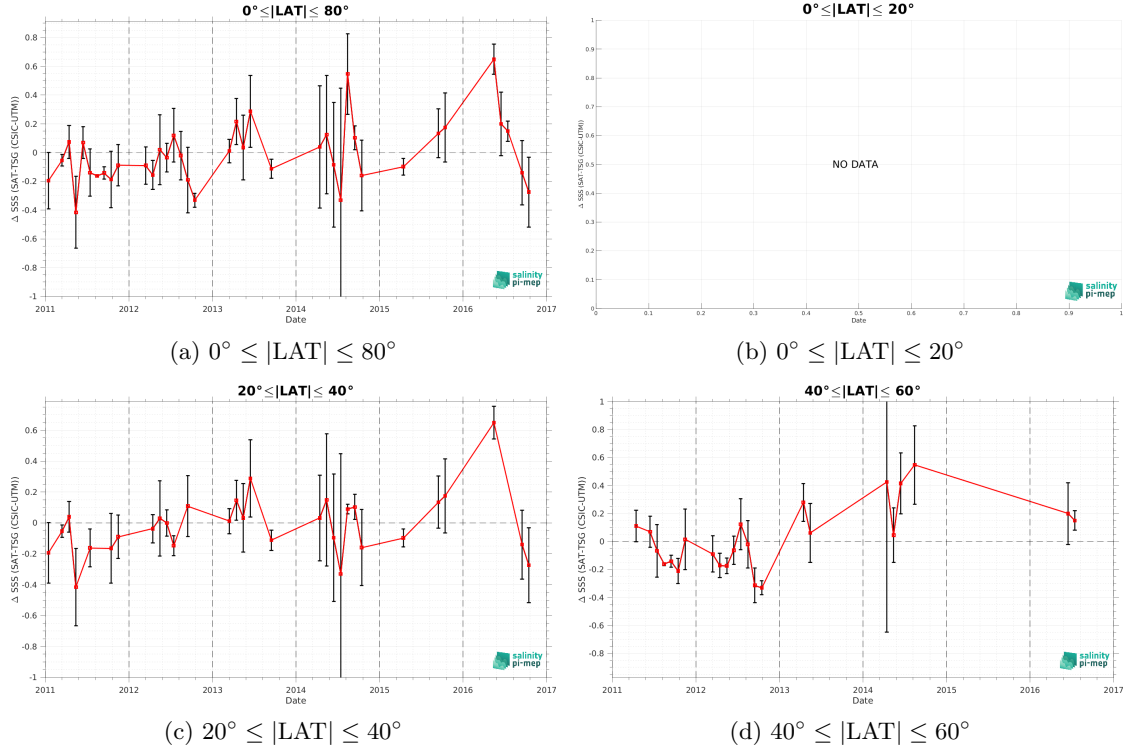 0°≤|LAT|≤ 80°
Δ SSS (SAT-TSG (CSIC-UTM))
0.8
0.6
0.4
0.2
0
-0.2
-0.4
-0.6
-0.8
-1
2011 2012 2013 2014 2015 2016 2017
Date
salinity
pi-mep
(a) 0° ≤ |LAT| ≤ 80°
0°≤|LAT|≤ 20°
Δ SSS (SAT-TSG (CSIC-UTM))
1
0.9
0.8
0.7
0.6
0.5
0.4
0.3
0.2
0.1
0
NO DATA
0 0.1 0.2 0.3 0.4 0.5 0.6 0.7 0.8 0.9 1
Date
salinity
pi-mep
(b) 0° ≤ |LAT| ≤ 20°
20°≤|LAT|≤ 40°
Δ SSS (SAT-TSG (CSIC-UTM))
0.6
0.4
0.2
0
-0.2
-0.4
-0.6
-0.8
-1
2011 2012 2013 2014 2015 2016 2017
Date
salinity
pi-mep
(c) 20° ≤ |LAT| ≤ 40°
40°≤|LAT|≤ 60°
Δ SSS (SAT-TSG (CSIC-UTM))
1
0.8
0.6
0.4
0.2
0
-0.2
-0.4
-0.6
-0.8
2011 2012 2013 2014 2015 2016 2017
Date
salinity
pi-mep
(d) 40° ≤ |LAT| ≤ 60°